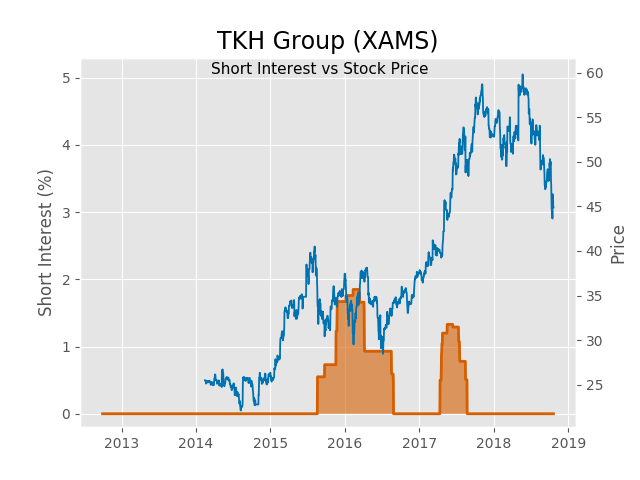 TKH Group (XAMS)
Short Interest vs Stock Price
Short Interest (%)
5
4
3
2
1
0
60
55
50
45
40
35
30
25
Price
2013 2014 2015 2016 2017 2018 2019